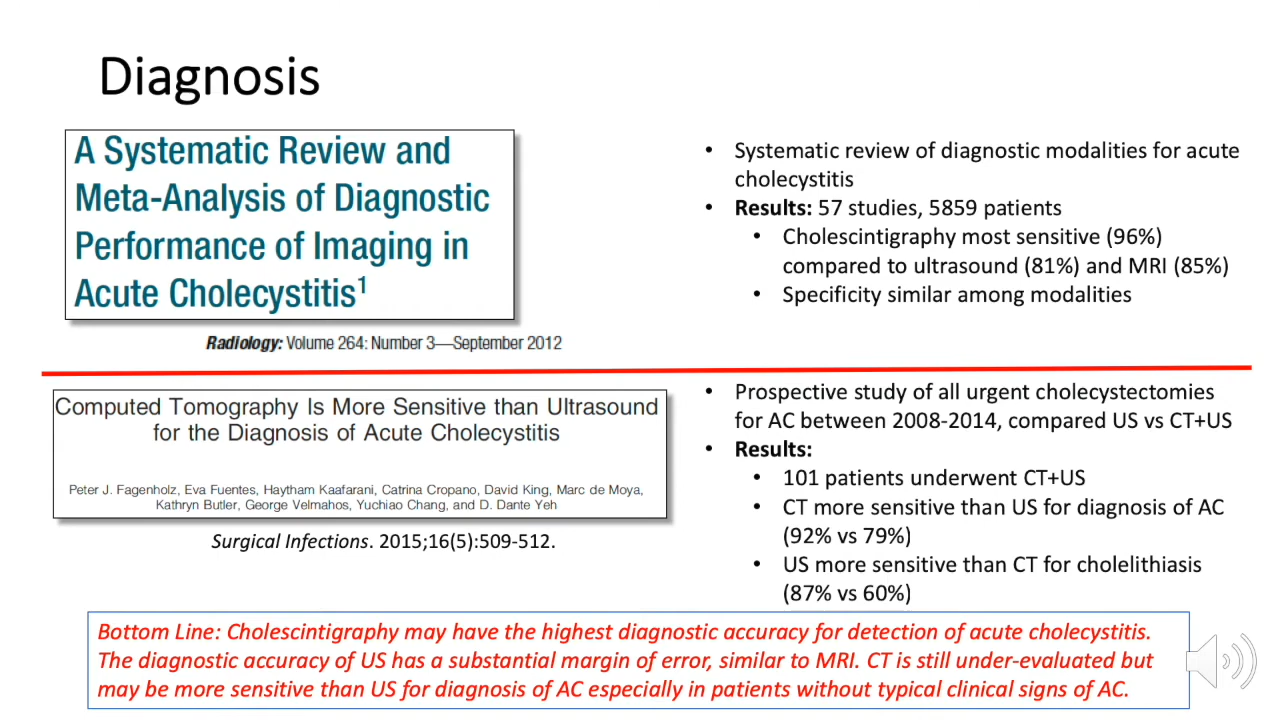 Diagnosis
A Systematic Review and
Meta-Analysis of Diagnostic
Performance of Imaging in
Acute Cholecystitis¹
Radiology: Volume 264: Number 3—September 2012
• Systematic review of diagnostic modalities for acute
cholecystitis
• Results: 57 studies, 5859 patients
• Cholescintigraphy most sensitive (96%)
compared to ultrasound (81%) and MRI (85%)
• Specificity similar among modalities
Computed Tomography Is More Sensitive than Ultrasound
for the Diagnosis of Acute Cholecystitis
Peter J. Fagenholz, Eva Fuentes, Haytham Kaafarani, Catrina Cropano, David King, Marc de Moya,
Kathryn Butler, George Velmahos, Yuchiao Chang, and D. Dante Yeh
Surgical Infections. 2015;16(5):509-512.
• Prospective study of all urgent cholecystectomies
for AC between 2008-2014, compared US vs CT+US
• Results:
• 101 patients underwent CT+US
• CT more sensitive than US for diagnosis of AC
(92% vs 79%)
• US more sensitive than CT for cholelithiasis
(87% vs 60%)
Bottom Line: Cholescintigraphy may have the highest diagnostic accuracy for detection of acute cholecystitis.
The diagnostic accuracy of US has a substantial margin of error, similar to MRI. CT is still under-evaluated but
may be more sensitive than US for diagnosis of AC especially in patients without typical clinical signs of AC.